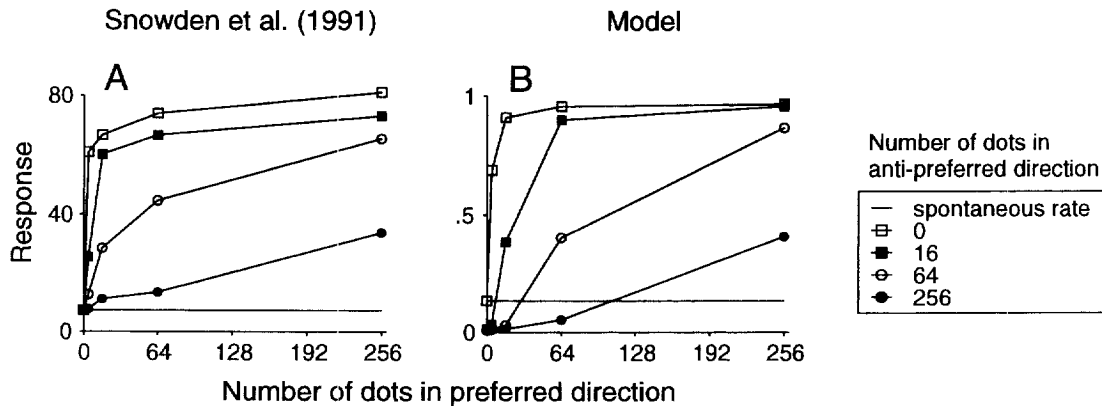 Snowden et al. (1991)
Model
A
B
80
40
0
Response
1
.5
0
0 64 128 192 256
0 64 128 192 256
Number of dots in preferred direction
Number of dots in
anti-preferred direction
spontaneous rate
0
16
64
256